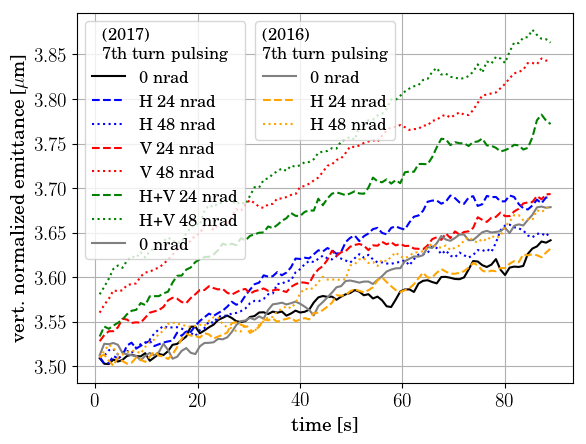 (2017)
7th turn pulsing
0 nrad
H 24 nrad
H 48 nrad
V 24 nrad
V 48 nrad
H+V 24 nrad
H+V 48 nrad
0 nrad
(2016)
7th turn pulsing
0 nrad
H 24 nrad
H 48 nrad
vert. normalized emittance [μm]
3.85
3.80
3.75
3.70
3.65
3.60
3.55
3.50
0 20 40 60 80
time [s]